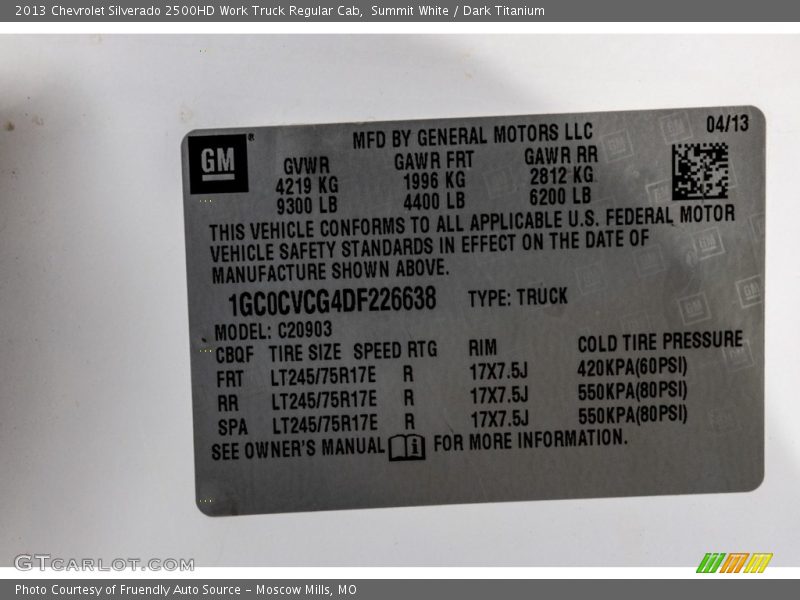 2013 Chevrolet Silverado 2500HD Work Truck Regular Cab, Summit White / Dark Titanium
04/13
GM® MFD BY GENERAL MOTORS LLC
GVWR GAWR FRT GAWR RR
4219 KG 1996 KG 2812 KG
9300 LB 4400 LB 6200 LB
THIS VEHICLE CONFORMS TO ALL APPLICABLE U.S. FEDERAL MOTOR
VEHICLE SAFETY STANDARDS IN EFFECT ON THE DATE OF
MANUFACTURE SHOWN ABOVE.
1GC0CVCG4DF226638 TYPE: TRUCK
MODEL: C20903
CBQF TIRE SIZE SPEED RTG RIM COLD TIRE PRESSURE
FRT LT245/75R17E R 17X7.5J 420KPA(60PSI)
RR LT245/75R17E R 17X7.5J 550KPA(80PSI)
SPA LT245/75R17E R 17X7.5J 550KPA(80PSI)
SEE OWNER'S MANUAL FOR MORE INFORMATION.
GTCARLOT.COM
Photo Courtesy of Fruendly Auto Source - Moscow Mills, MO